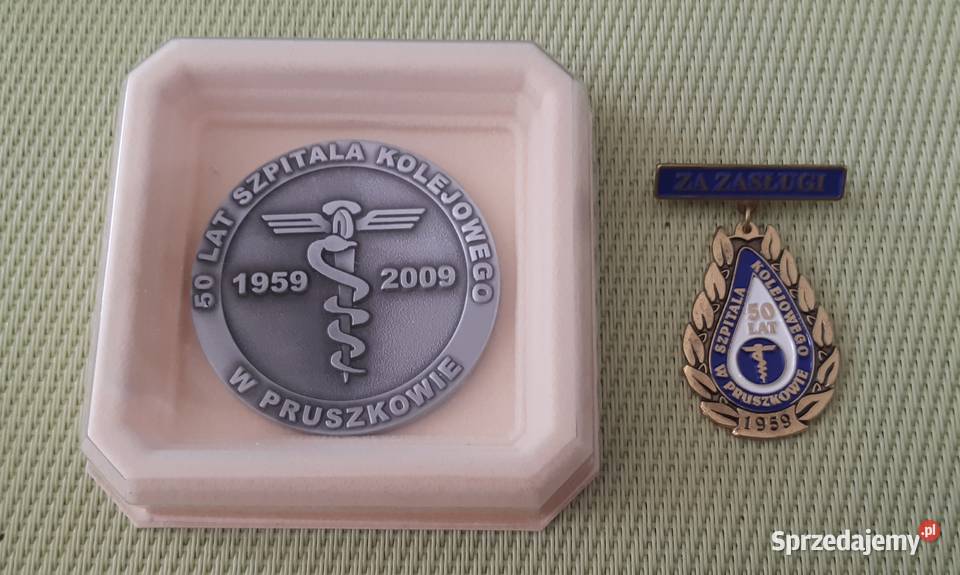 50 LAT SZPITALA KOLEJOWEGO
1959 2009
W PRUSZKOWIE
ZA ZASŁUGI
SZPITALA KOLEJOWEGO
50
LAT
W PRUSZKOWIE
1959
Sprzedajemy.pl